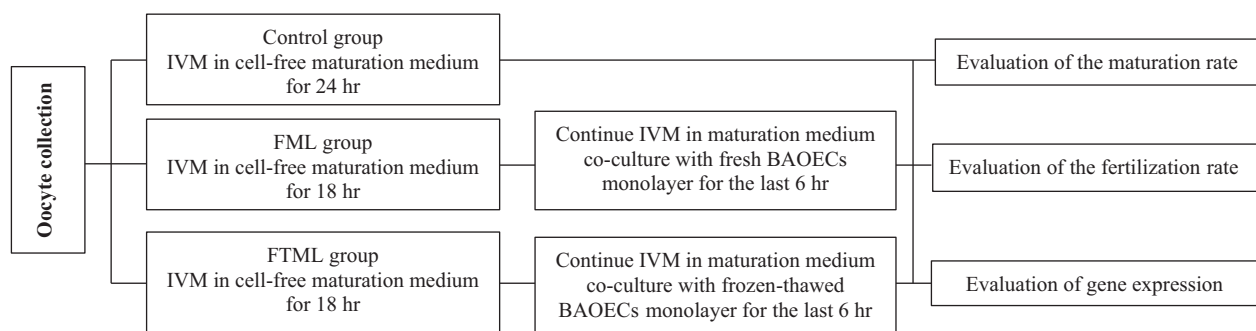 Oocyte collection
Control group
IVM in cell-free maturation medium
for 24 hr
FML group
IVM in cell-free maturation medium
for 18 hr
FTML group
IVM in cell-free maturation medium
for 18 hr
Continue IVM in maturation medium
co-culture with fresh BAOECs
monolayer for the last 6 hr
Continue IVM in maturation medium
co-culture with frozen-thawed
BAOECs monolayer for the last 6 hr
Evaluation of the maturation rate
Evaluation of the fertilization rate
Evaluation of gene expression